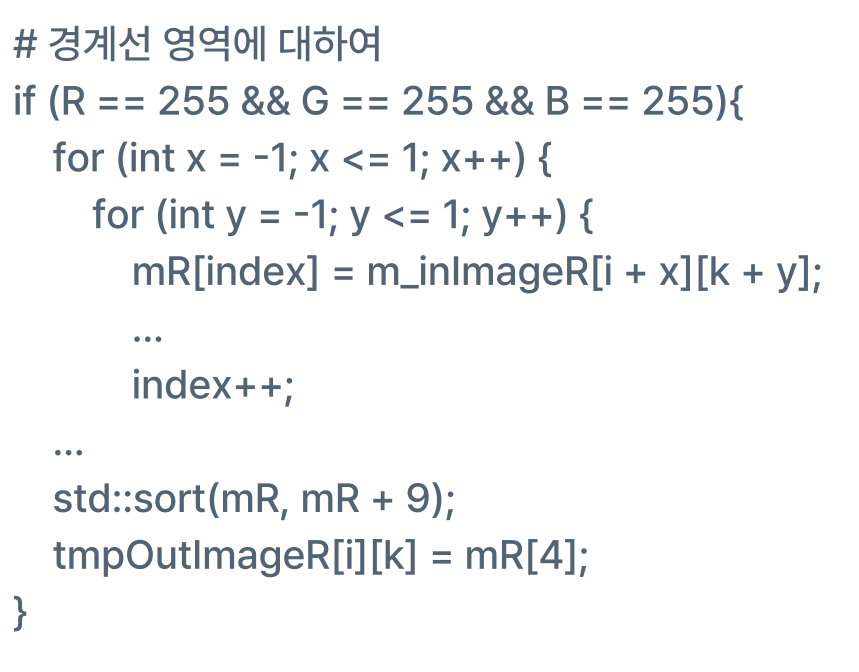 # 경계선 영역에 대하여
if (R == 255 && G == 255 && B == 255){
for (int x = -1; x <= 1; x++) {
for (int y = -1; y <= 1; y++) {
mR[index] = m_inImageR[i + x][k + y];
...
index++;
...
std::sort(mR, mR + 9);
tmpOutImageR[i][k] = mR[4];
}